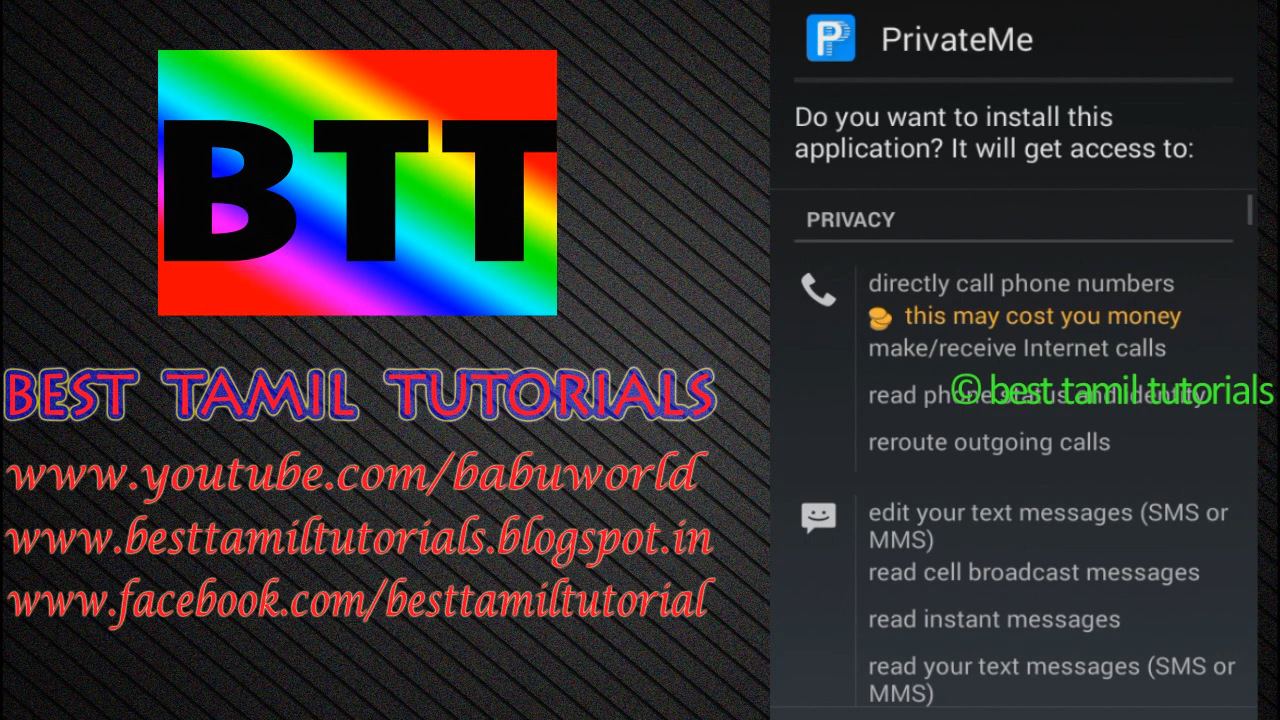 BTT
BEST TAMIL TUTORIALS
www.youtube.com/babuworld
www.besttamiltutorials.blogspot.in
www.facebook.com/besttamiltutorial
PrivateMe
Do you want to install this
application? It will get access to:
PRIVACY
directly call phone numbers
this may cost you money
make/receive Internet calls
read phone status and identity
© best tamil tutorials
reroute outgoing calls
edit your text messages (SMS or
MMS)
read cell broadcast messages
read instant messages
read your text messages (SMS or
MMS)